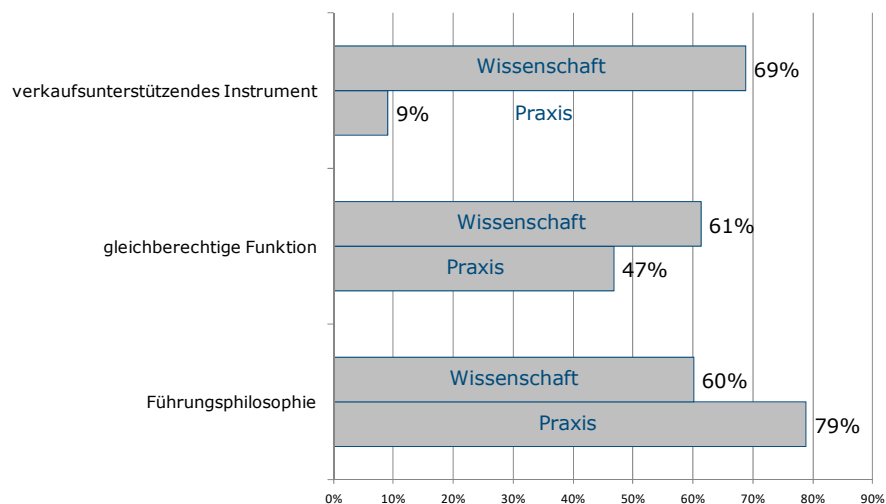 Wissenschaft 69%
verkaufsunterstützendes Instrument
9% Praxis
Wissenschaft 61%
gleichberechtige Funktion
Praxis 47%
Wissenschaft 60%
Führungsphilosophie
Praxis 79%
0% 10% 20% 30% 40% 50% 60% 70% 80% 90%